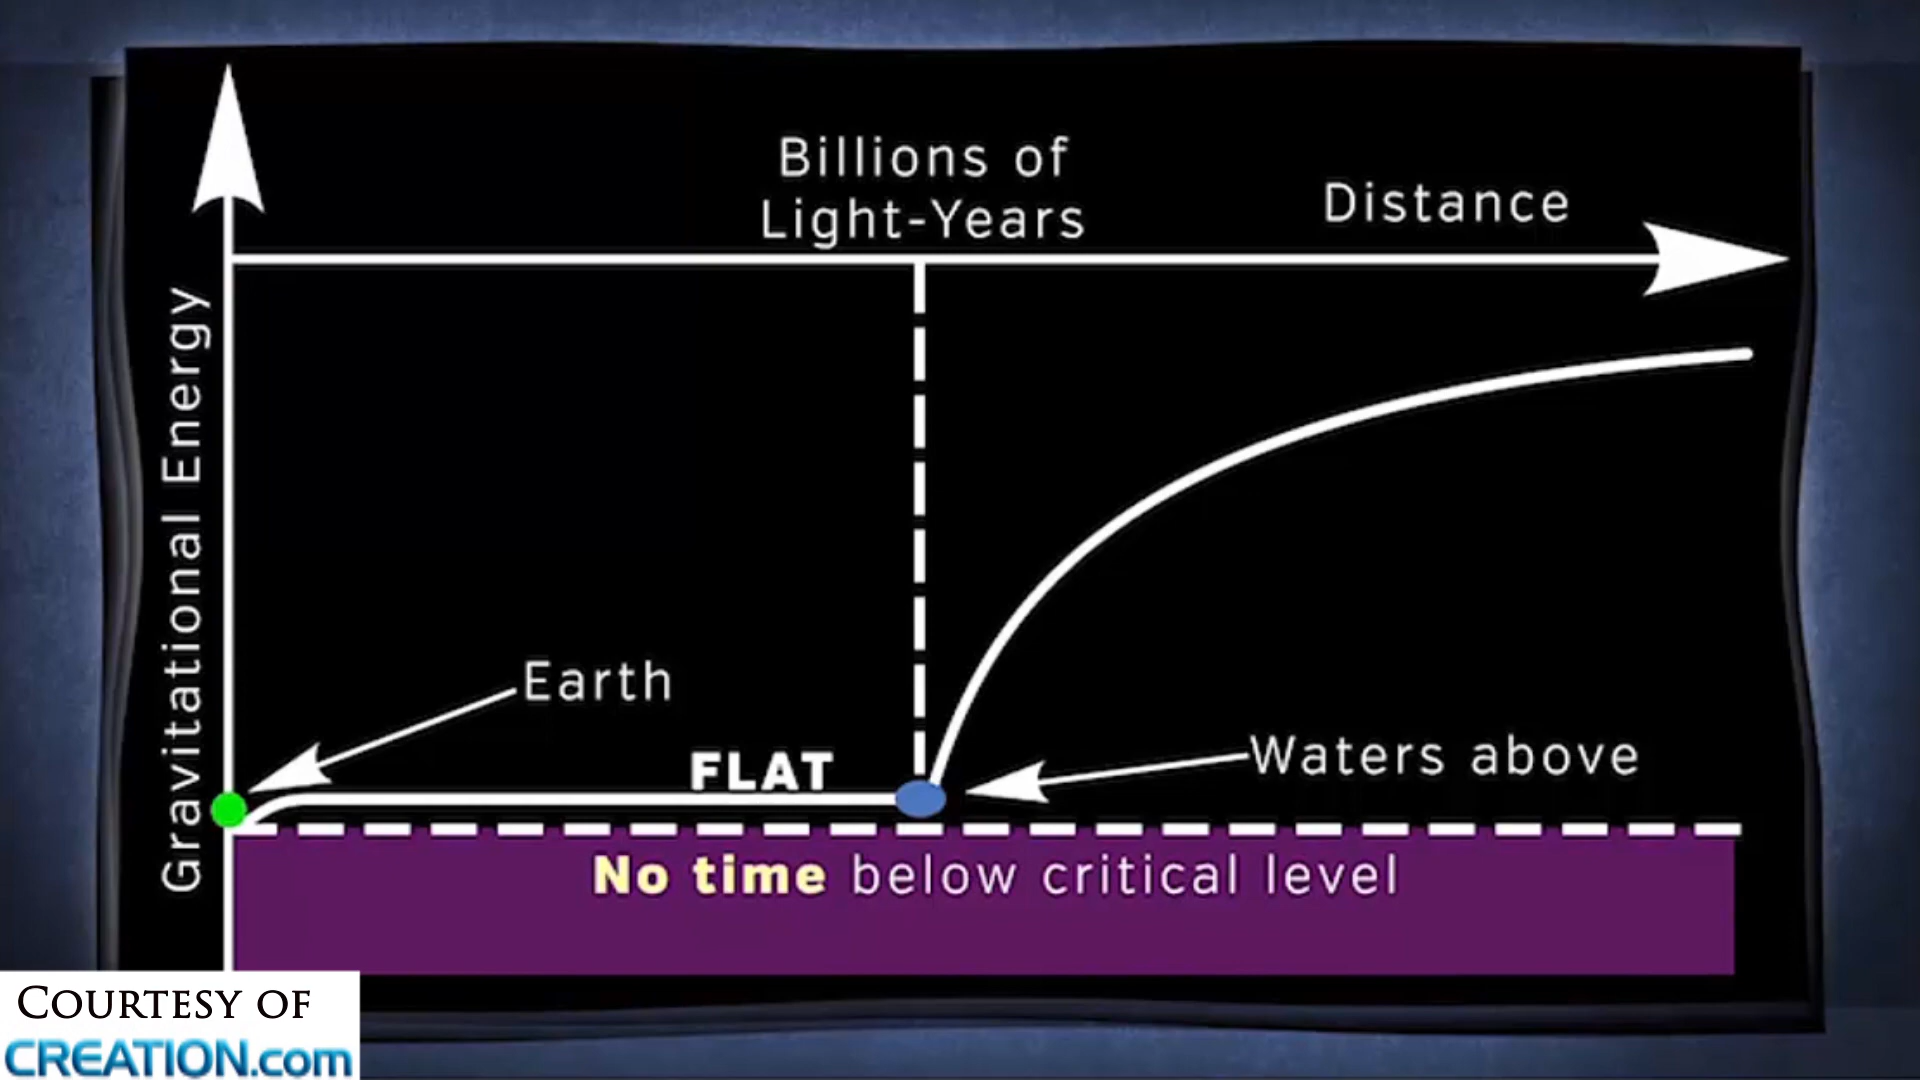 Billions of
Light-Years
Distance
Gravitational Energy
Earth
FLAT
Waters above
No time below critical level
COURTESY OF
CREATION.com